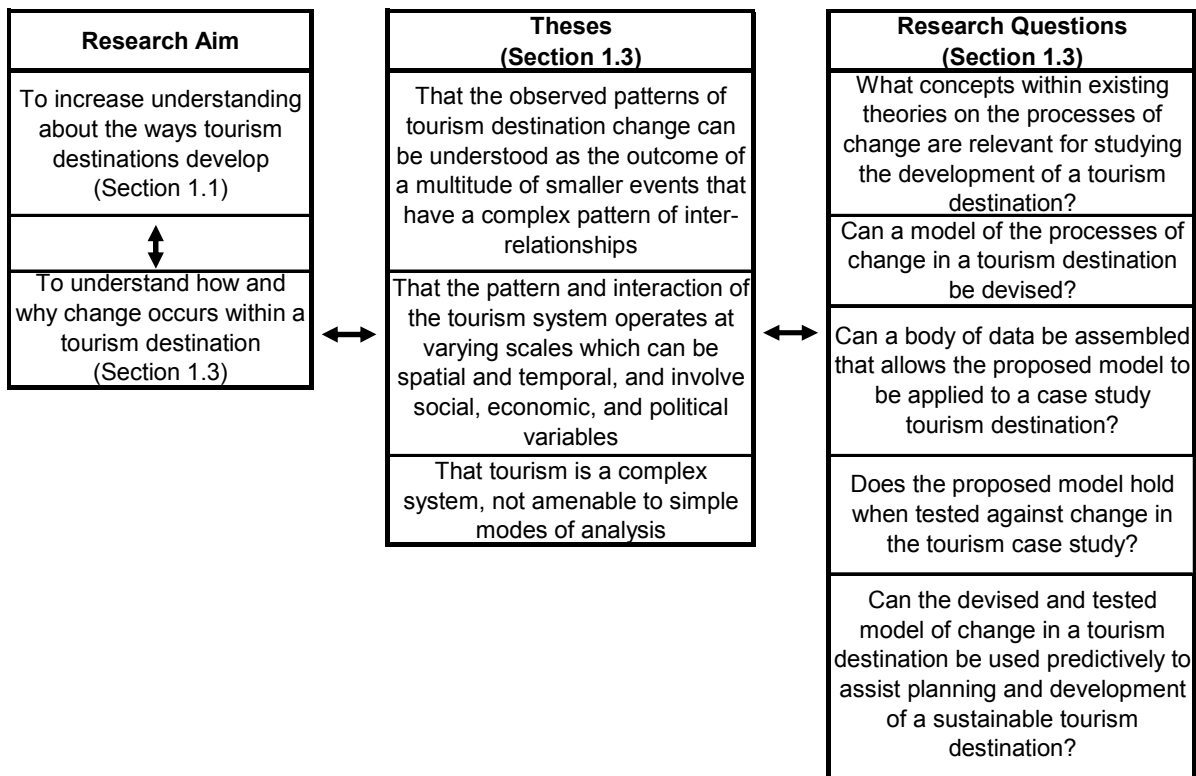 Research Aim
To increase understanding
about the ways tourism
destinations develop
(Section 1.1)
To understand how and
why change occurs within a
tourism destination
(Section 1.3)
Theses
(Section 1.3)
That the observed patterns of
tourism destination change can
be understood as the outcome of
a multitude of smaller events that
have a complex pattern of inter-
relationships
That the pattern and interaction of
the tourism system operates at
varying scales which can be
spatial and temporal, and involve
social, economic, and political
variables
That tourism is a complex
system, not amenable to simple
modes of analysis
Research Questions
(Section 1.3)
What concepts within existing
theories on the processes of
change are relevant for studying
the development of a tourism
destination?
Can a model of the processes of
change in a tourism destination
be devised?
Can a body of data be assembled
that allows the proposed model to
be applied to a case study
tourism destination?
Does the proposed model hold
when tested against change in
the tourism case study?
Can the devised and tested
model of change in a tourism
destination be used predictively to
assist planning and development
of a sustainable tourism
destination?